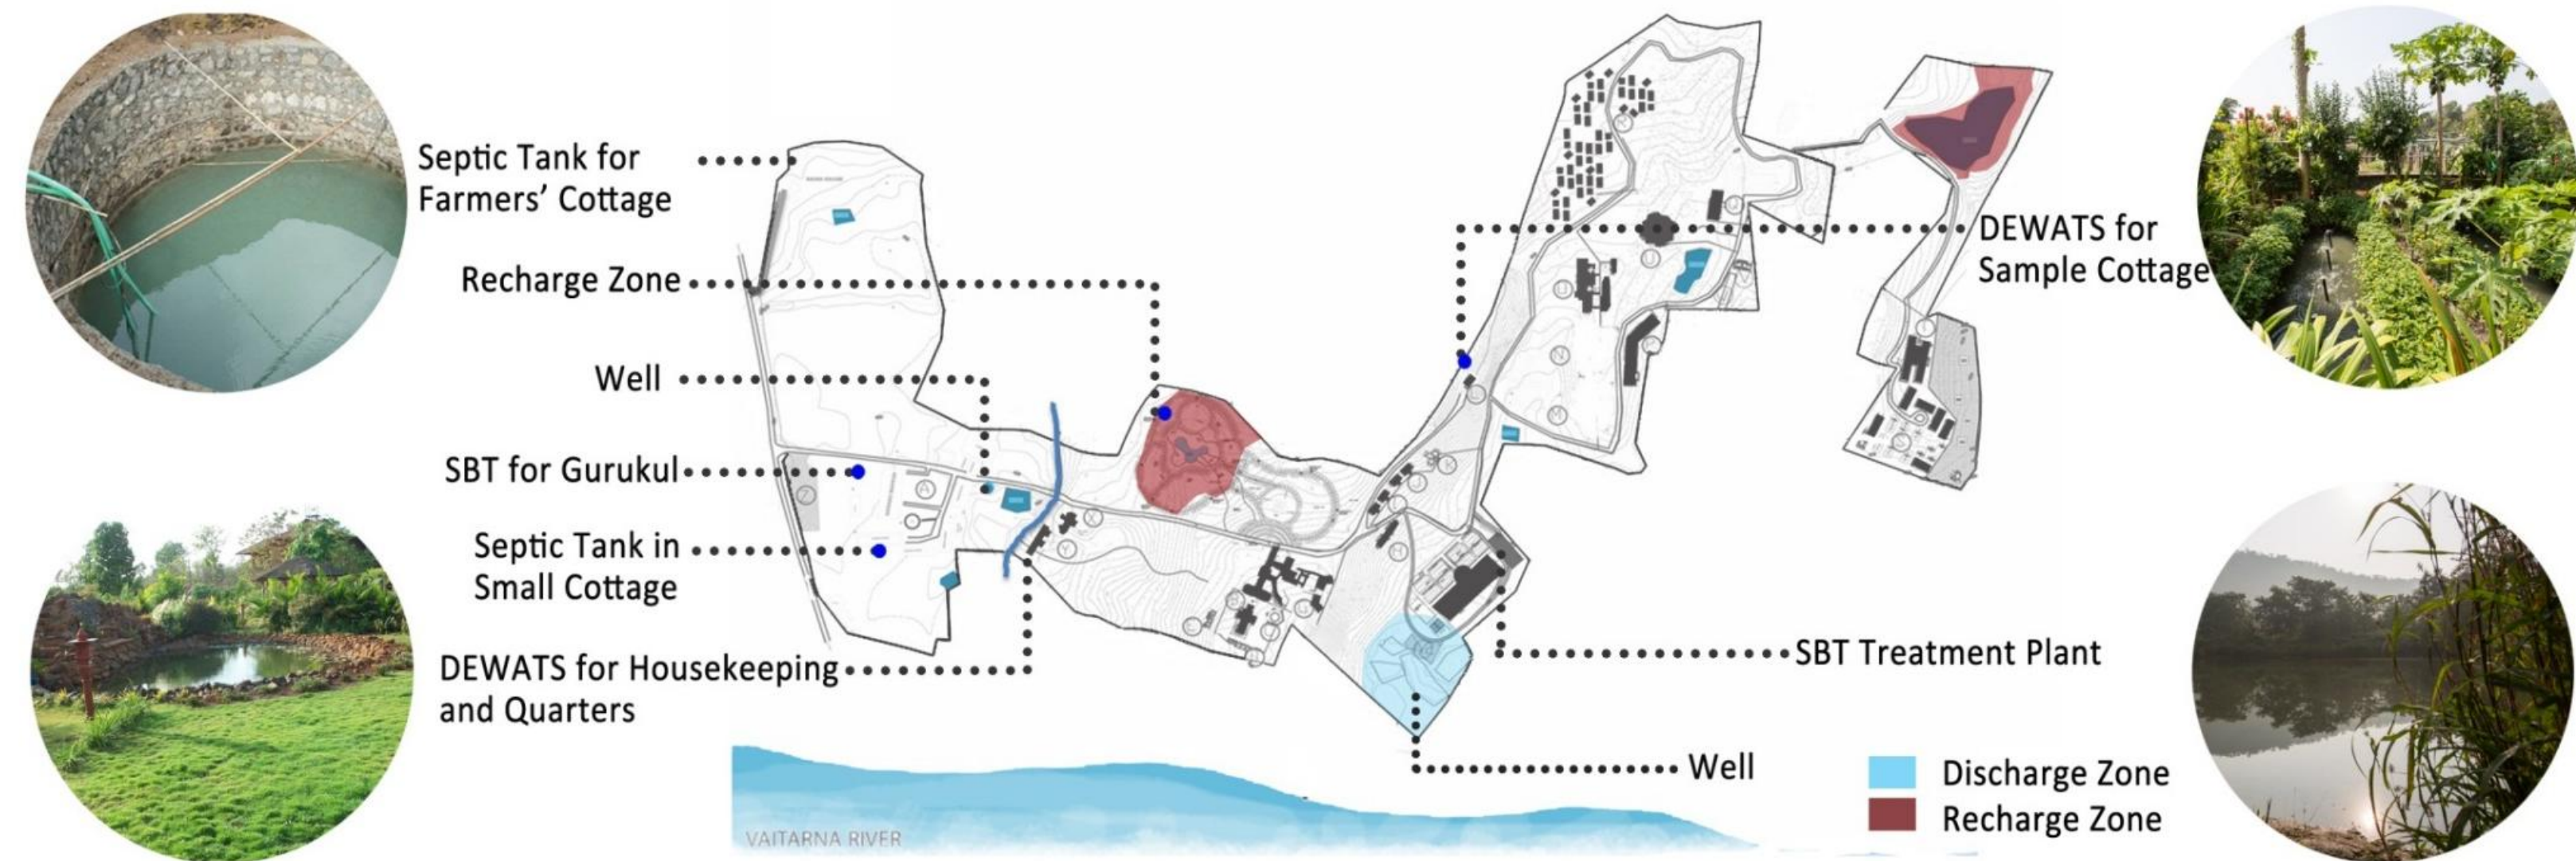 Septic Tank for
Farmers’ Cottage
Recharge Zone
Well
SBT for Gurukul
Septic Tank in
Small Cottage
DEWATS for Housekeeping
and Quarters
DEWATS for
Sample Cottage
SBT Treatment Plant
Well
Discharge Zone
Recharge Zone
VAITARNA RIVER